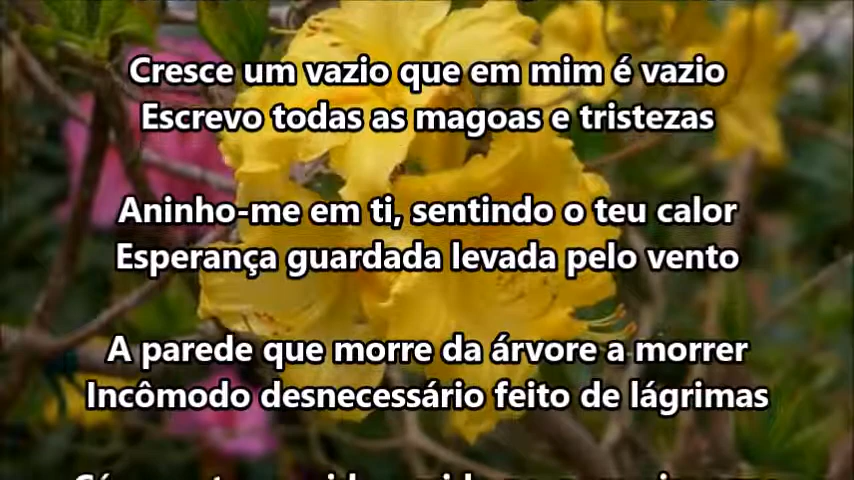 Cresce um vazio que em mim é vazio
Escrevo todas as magoas e tristezas
Aninho-me em ti, sentindo o teu calor
Esperança guardada levada pelo vento
A parede que morre da árvore a morrer
Incômodo desnecessário feito de lágrimas